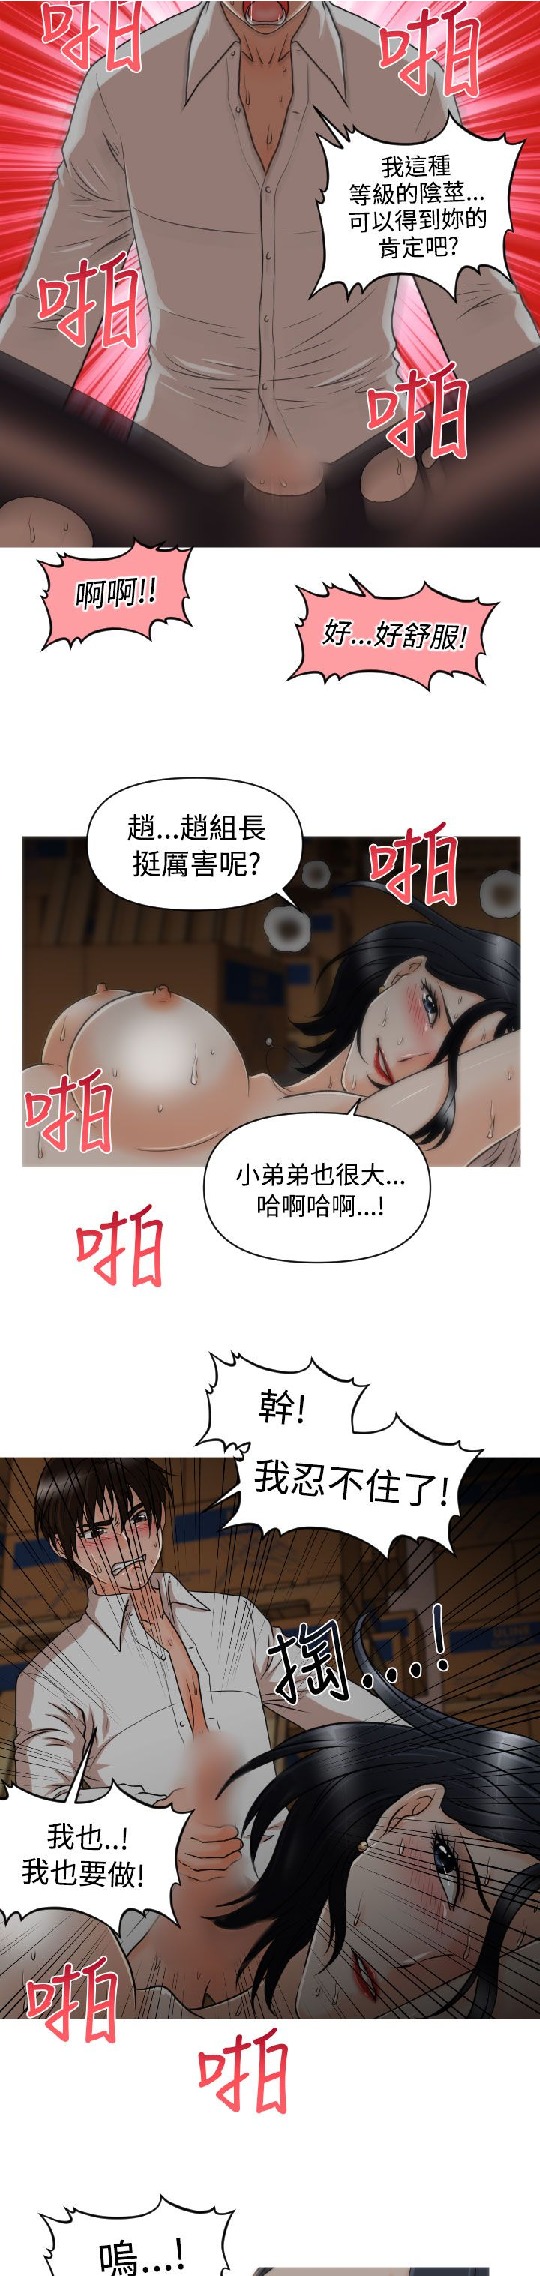 啪
啪
我這種
等級的陰莖...
可以得到妳的
肯定吧?
啪
啪
啊啊!!
好...好舒服!
趙...趙組長
挺厲害呢?
啪
啪
小弟弟也很大...
哈啊哈啊...!
啪
幹!
我忍不住了!
掏...!
我也..!
我也要做!
啪
啪
嗚...!